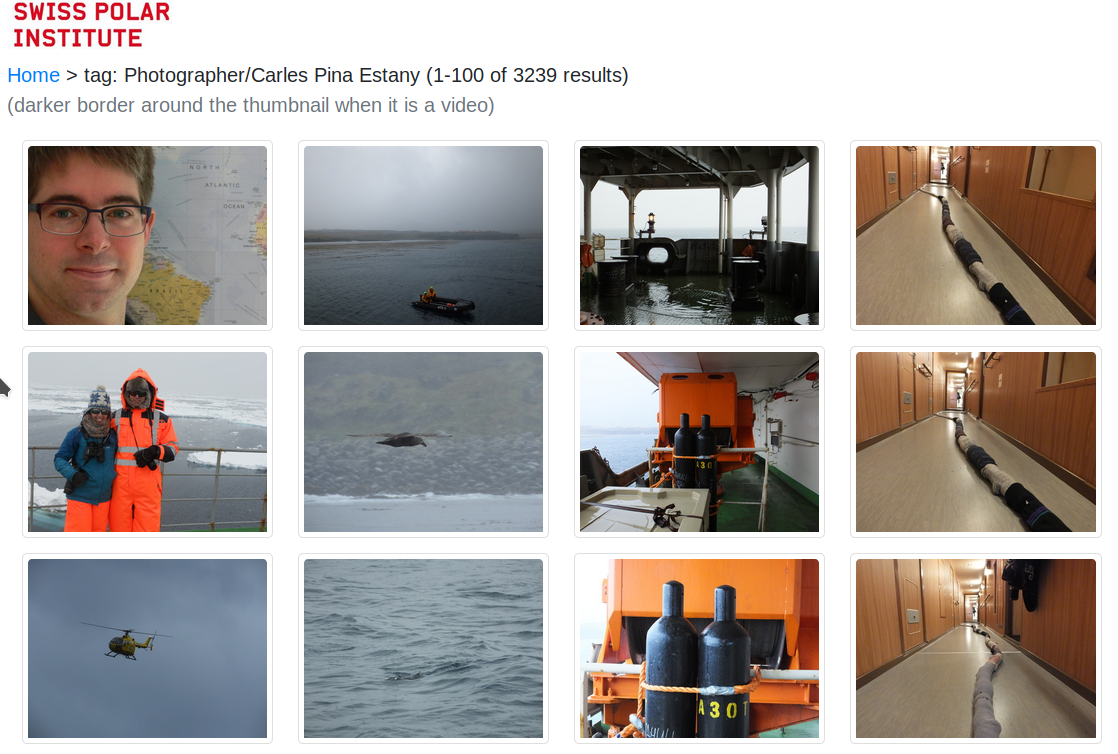 SWISS POLAR
INSTITUTE
Home > tag: Photographer/Carles Pina Estany (1-100 of 3239 results)
(darker border around the thumbnail when it is a video)
NORTH
ATLANTIC
OCEAN
BRAZIL
A30
A30T